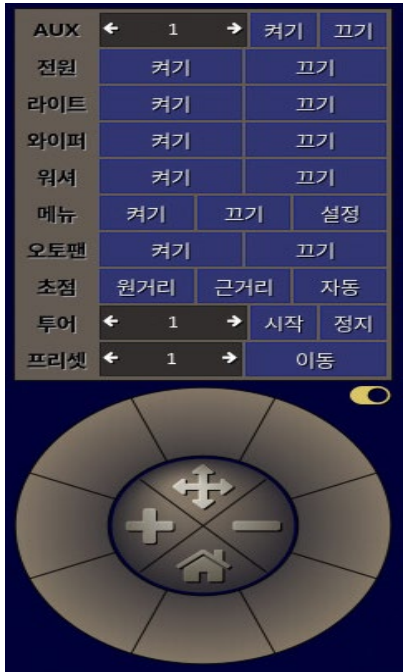 AUX 1 켜기 끄기
전원 켜기 끄기
라이트 켜기 끄기
와이퍼 켜기 끄기
워셔 켜기 끄기
메뉴 켜기 끄기 설정
오토팬 켜기 끄기
초점 원거리 근거리 자동
투어 1 시작 정지
프리셋 1 이동